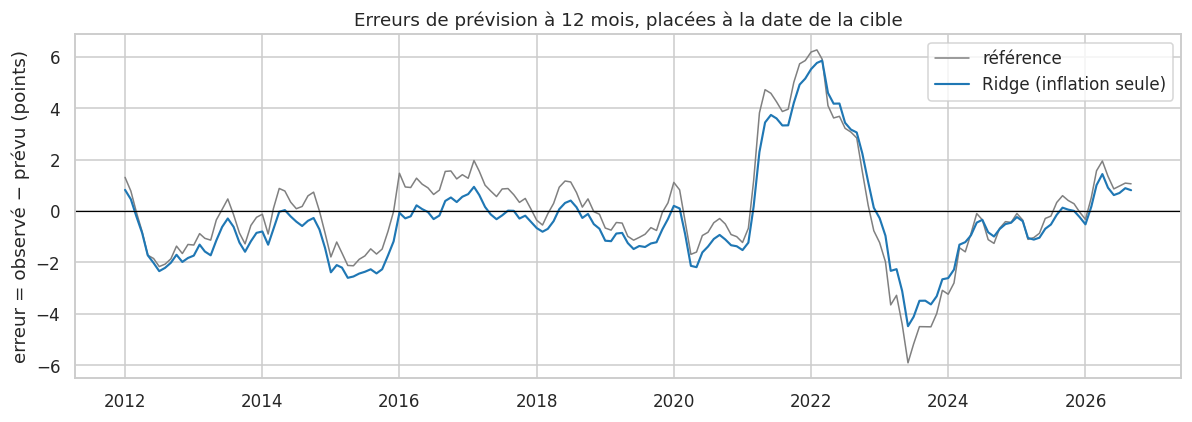 Erreurs de prévision à 12 mois, placées à la date de la cible
erreur = observé − prévu (points)
6
4
2
0
−2
−4
−6
référence
Ridge (inflation seule)
2012 2014 2016 2018 2020 2022 2024 2026